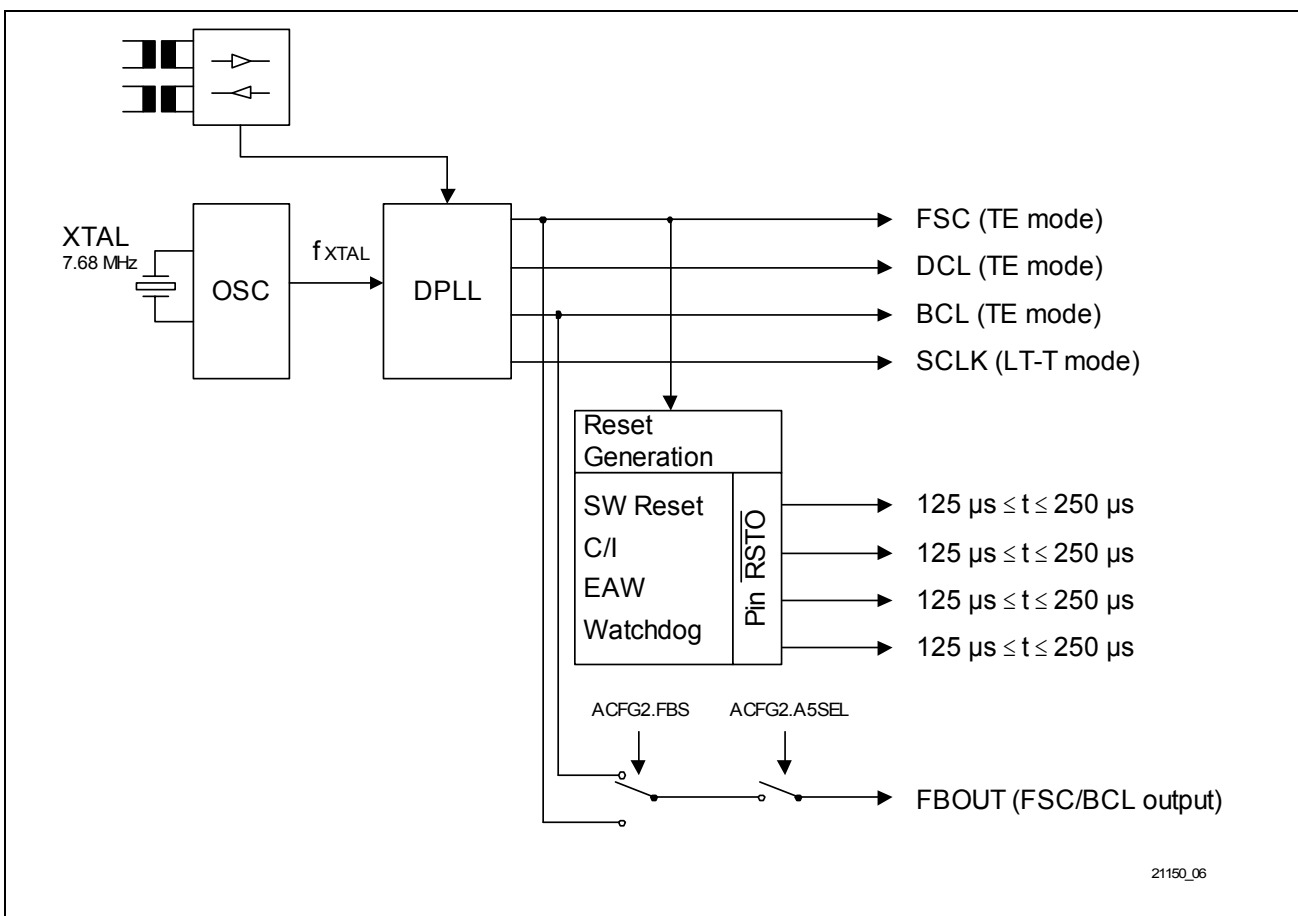 FSC (TE mode)
XTAL
7.68 MHz
OSC
fXTAL
DPLL
DCL (TE mode)
BCL (TE mode)
SCLK (LT-T mode)
Reset
Generation
SW Reset
C/I
EAW
Watchdog
Pin RSTO
125 µs ≤ t ≤ 250 µs
125 µs ≤ t ≤ 250 µs
125 µs ≤ t ≤ 250 µs
125 µs ≤ t ≤ 250 µs
ACFG2.FBS
ACFG2.A5SEL
FBOUT (FSC/BCL output)
21150_06